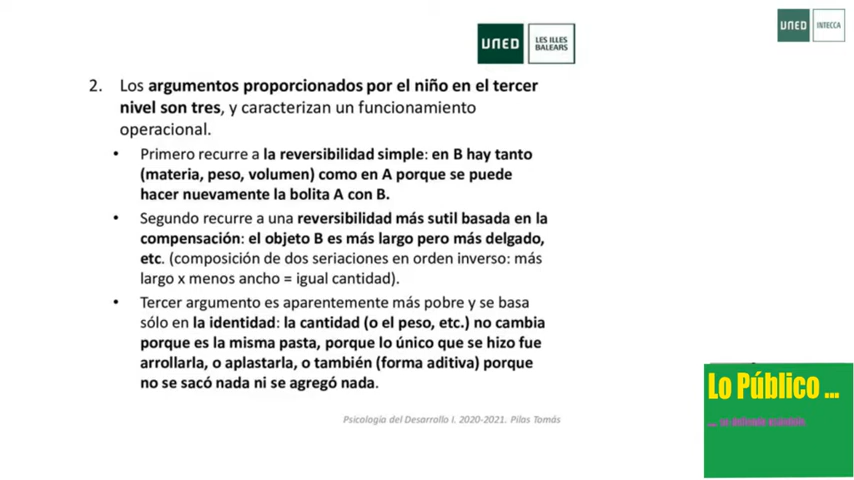 UNED
LES ILLES
BALEARS
UNED
INTECCA
2. Los argumentos proporcionados por el niño en el tercer
nivel son tres, y caracterizan un funcionamiento
operacional.
• Primero recurre a la reversibilidad simple: en B hay tanto
(materia, peso, volumen) como en A porque se puede
hacer nuevamente la bolita A con B.
• Segundo recurre a una reversibilidad más sutil basada en la
compensación: el objeto B es más largo pero más delgado,
etc. (composición de dos seriaciones en orden inverso: más
largo x menos ancho = igual cantidad).
• Tercer argumento es aparentemente más pobre y se basa
sólo en la identidad: la cantidad (o el peso, etc.) no cambia
porque es la misma pasta, porque lo único que se hizo fue
arrollarla, o aplastarla, o también (forma aditiva) porque
no se sacó nada ni se agregó nada.
Lo Público ...
Psicología del Desarrollo I. 2020-2021. Pilas Tomás